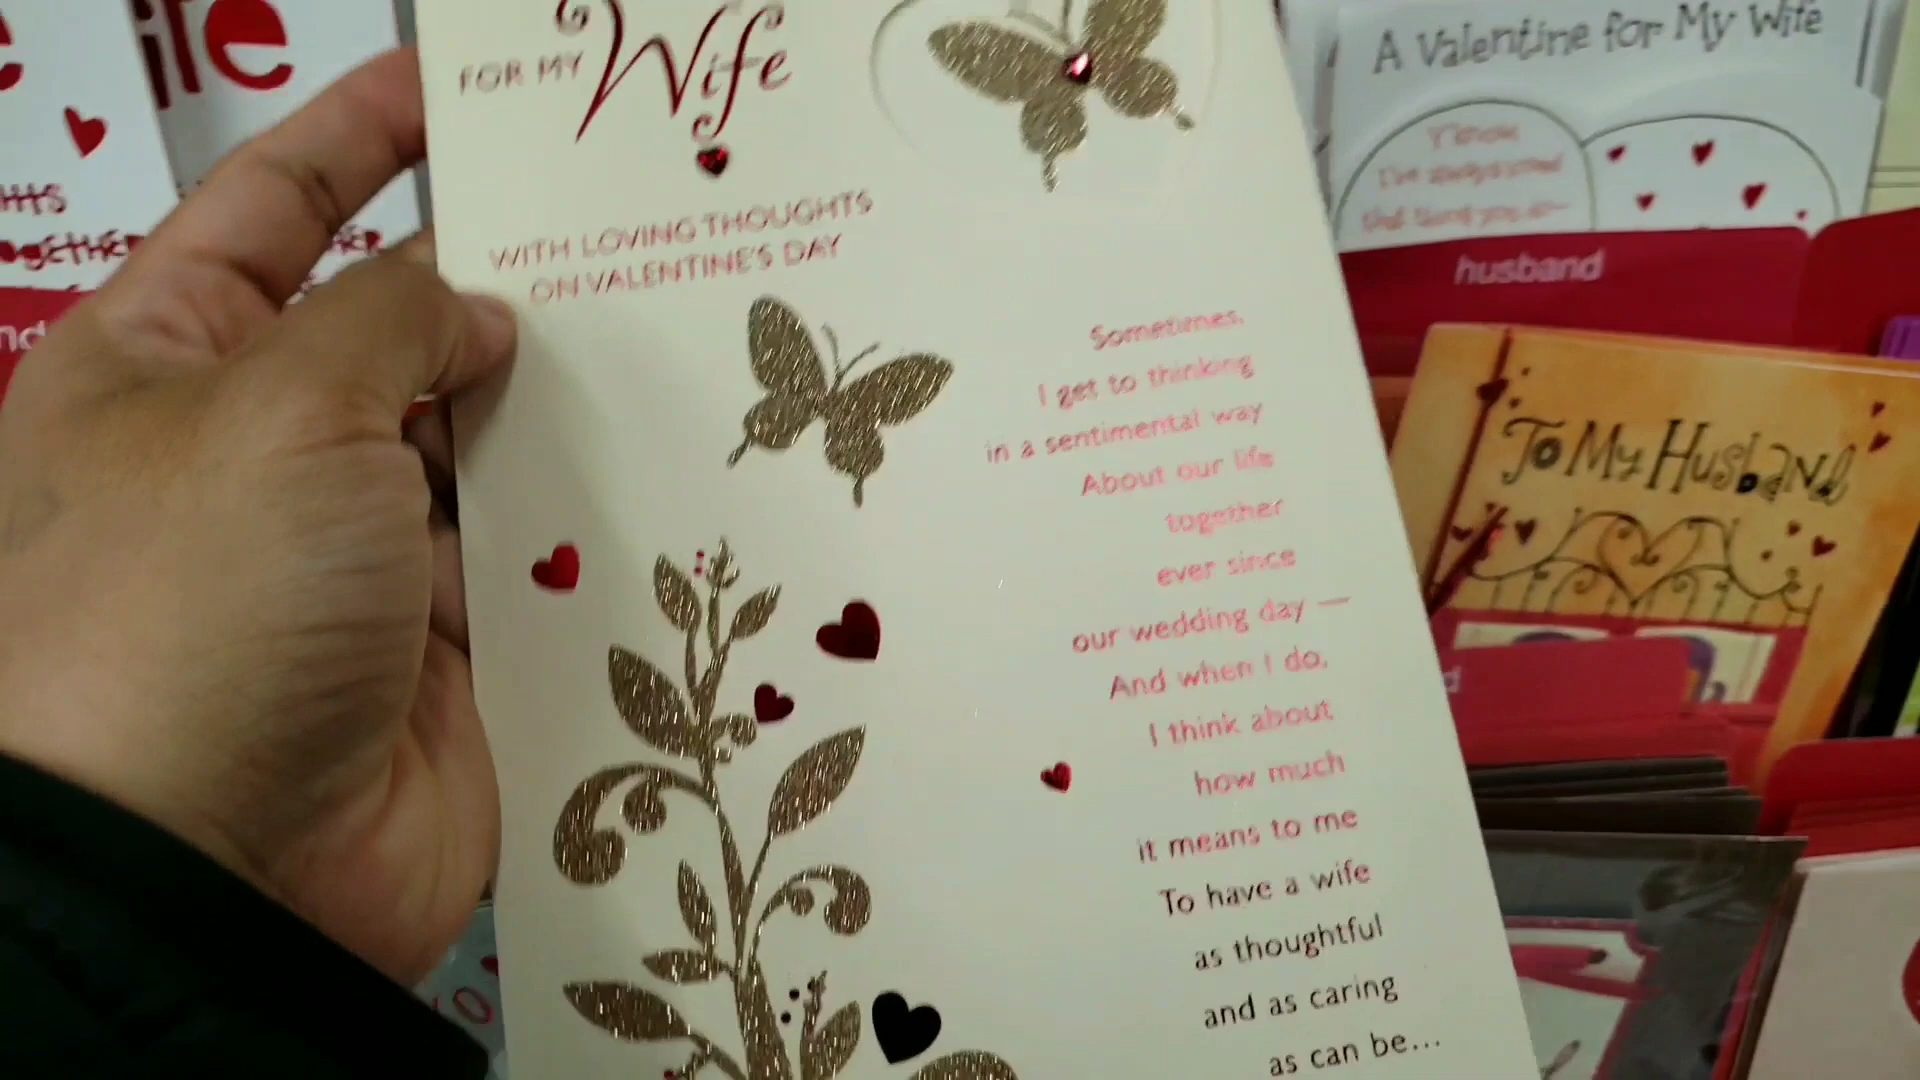 FOR MY Wife
WITH LOVING THOUGHTS
ON VALENTINE'S DAY
Sometimes,
I get to thinking
in a sentimental way
About our life
together
ever since
our wedding day —
And when I do,
I think about
how much
it means to me
To have a wife
as thoughtful
and as caring
as can be...
A Valentine for My Wife
husband
To My Husband